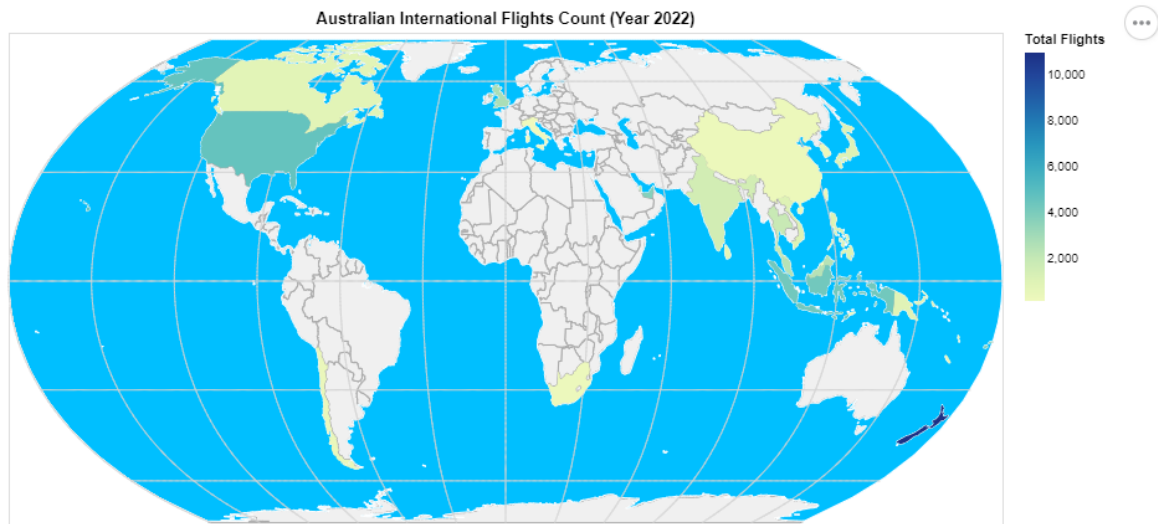 Australian International Flights Count (Year 2022)
Total Flights
10,000
8,000
6,000
4,000
2,000